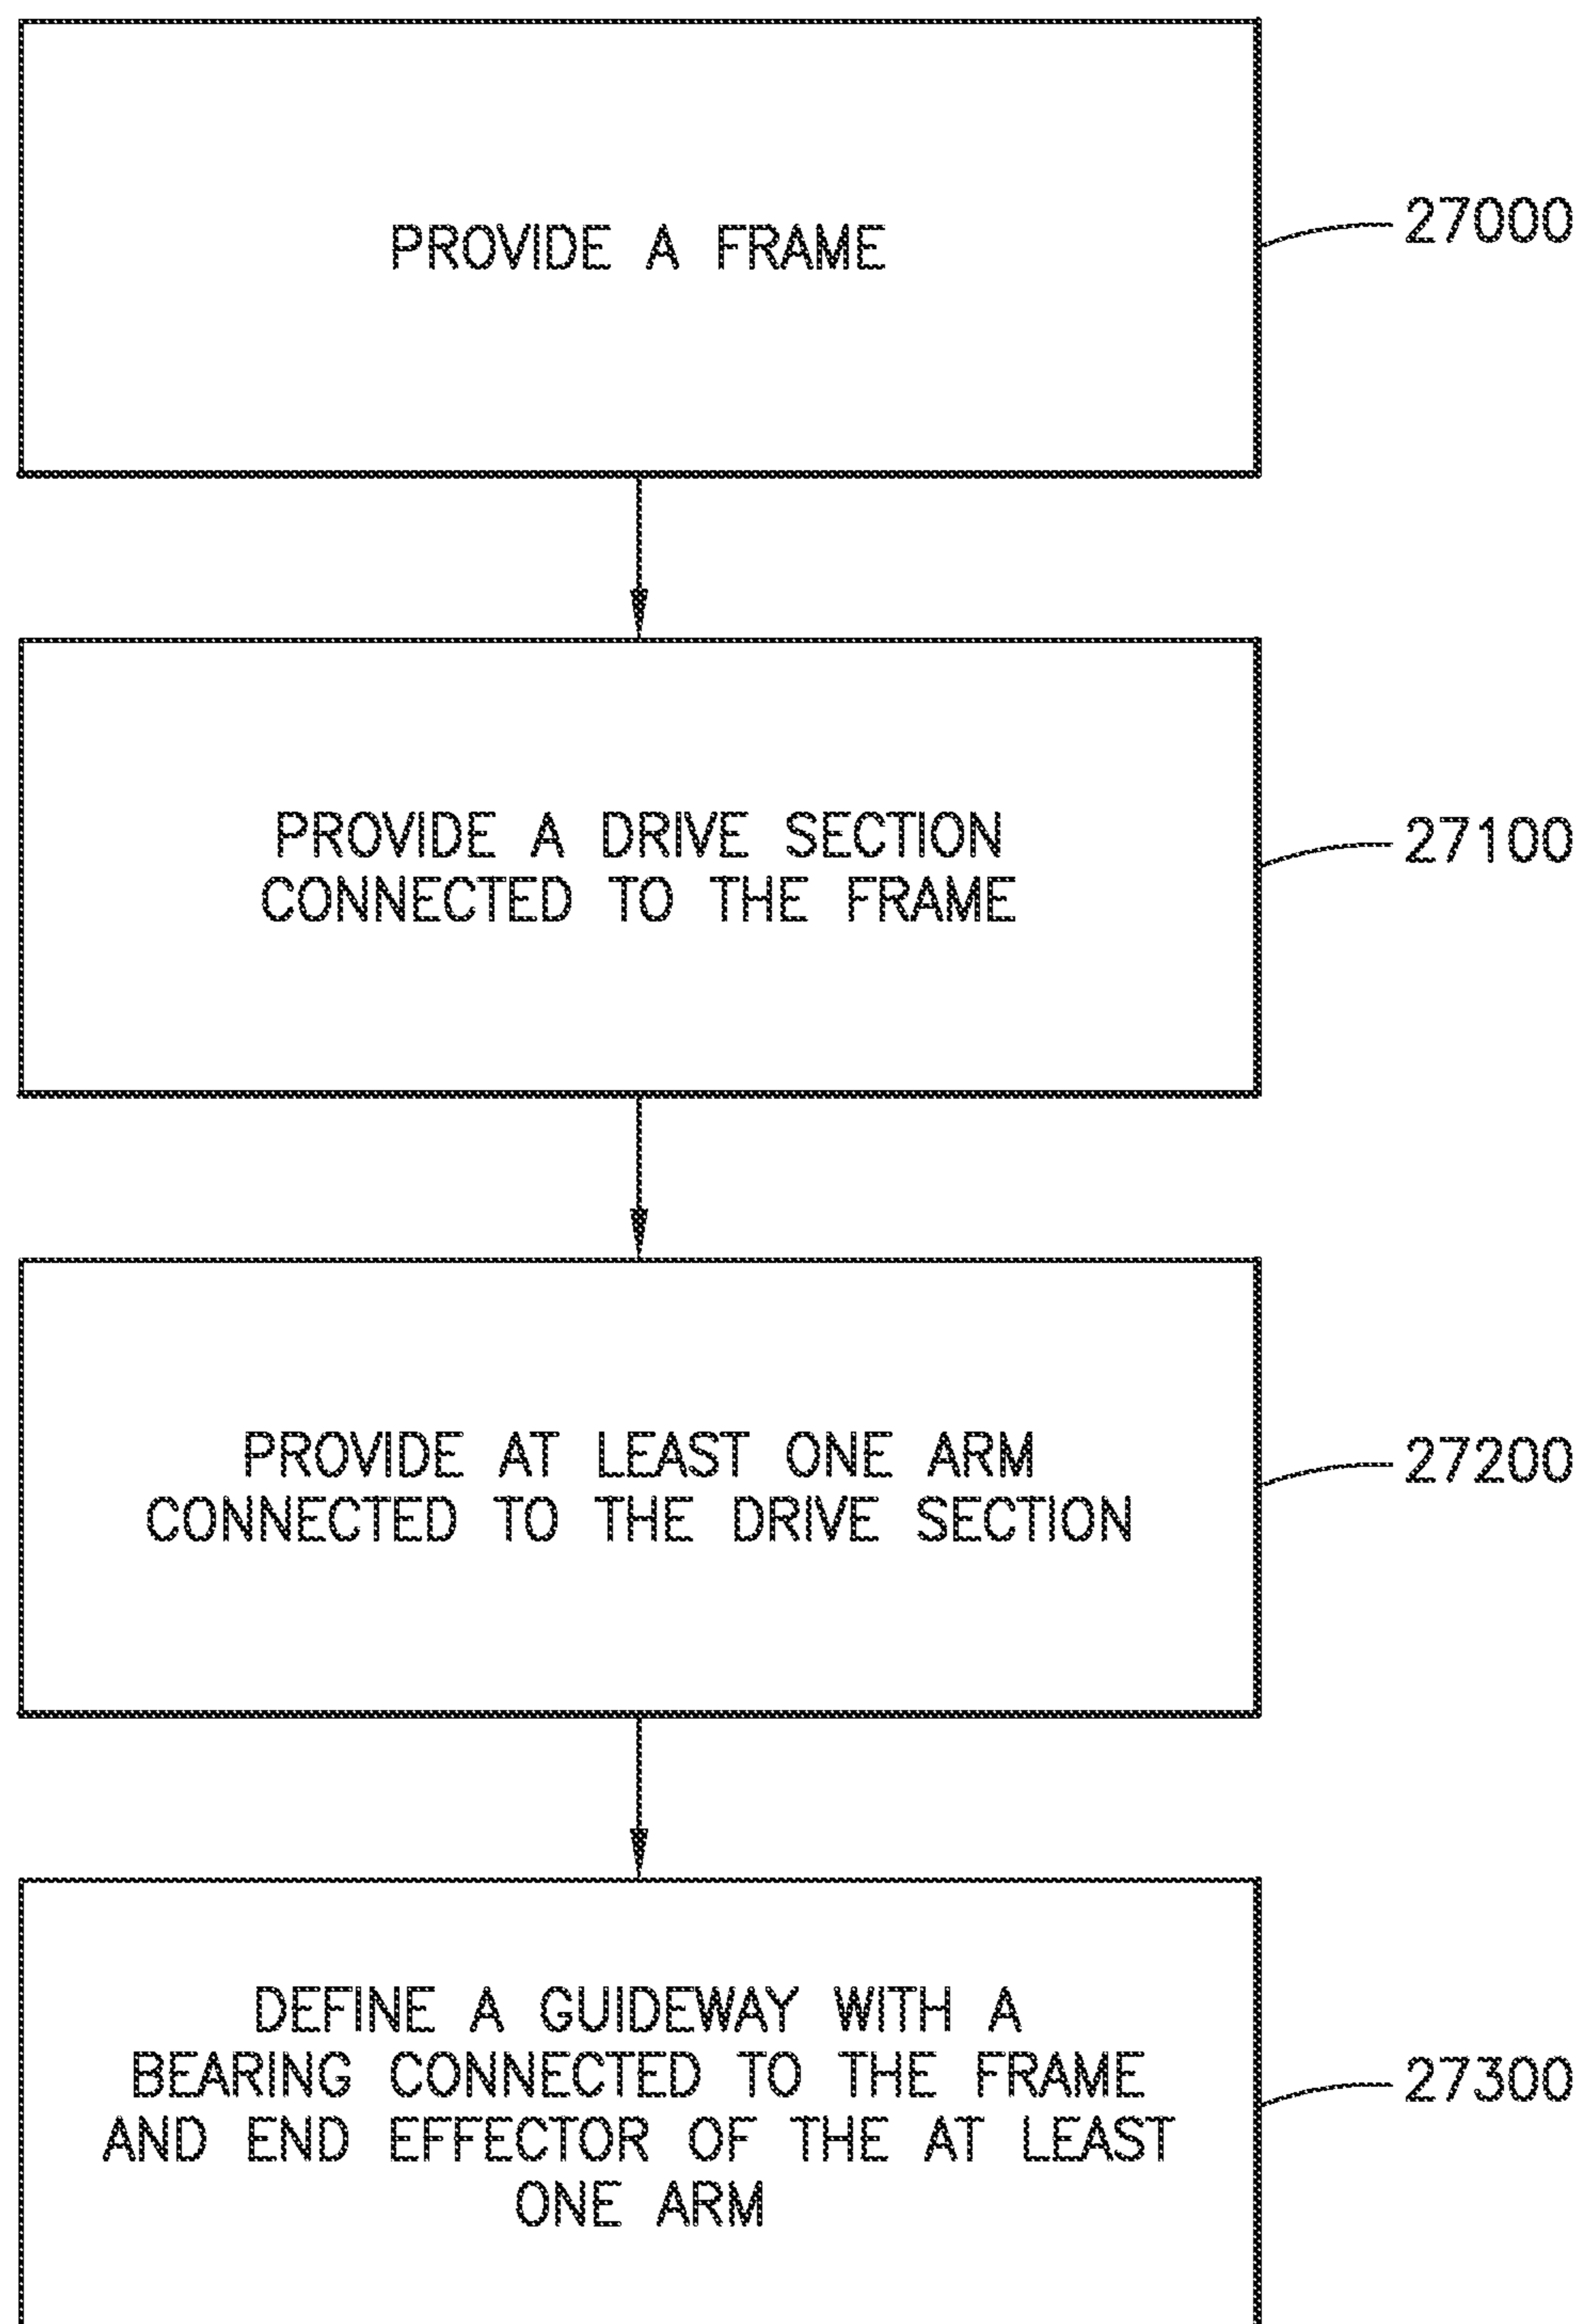 PROVIDE A FRAME
27000
PROVIDE A DRIVE SECTION
CONNECTED TO THE FRAME
27100
PROVIDE AT LEAST ONE ARM
CONNECTED TO THE DRIVE SECTION
27200
DEFINE A GUIDEWAY WITH A
BEARING CONNECTED TO THE FRAME
AND END EFFECTOR OF THE AT LEAST
ONE ARM
27300